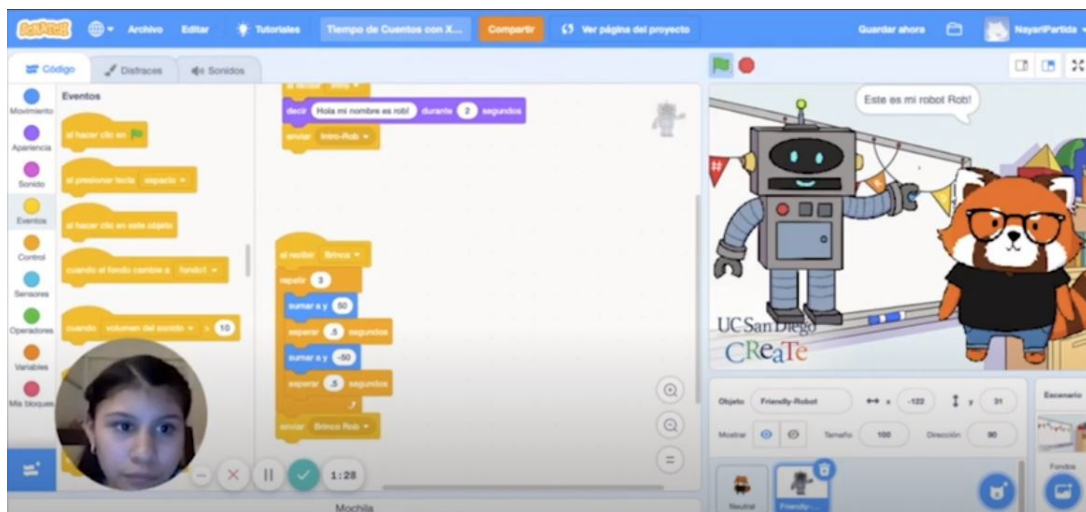 SCRATCH Archivo Editar Tutoriales Tiempo de Cuentos con X... Compartir Ver página del proyecto Guardar ahora NayariPartida
Código Disfraces Sonidos
Movimiento
Apariencia
Sonido
Eventos
Control
Sensores
Operadores
Variables
Mis bloques
Eventos
al hacer clic en
al presionar tecla espacio
al hacer clic en este objeto
cuando el fondo cambie a fondo1
cuando volumen del sonido > 10
decir Hola mi nombre es rob! durante 2 segundos
enviar Intro-Rob
al recibir Brinca
repetir 3
sumar a y 50
esperar .5 segundos
sumar a y -50
esperar .5 segundos
enviar Brinco Rob
1:28
Mochila
Este es mi robot Rob!
#
UC San Diego
CReaTe
Objeto Friendly-Robot x -122 y 31
Mostrar Tamaño 100 Dirección 90
Neutral
Friendly-...
Escenario
Fondos